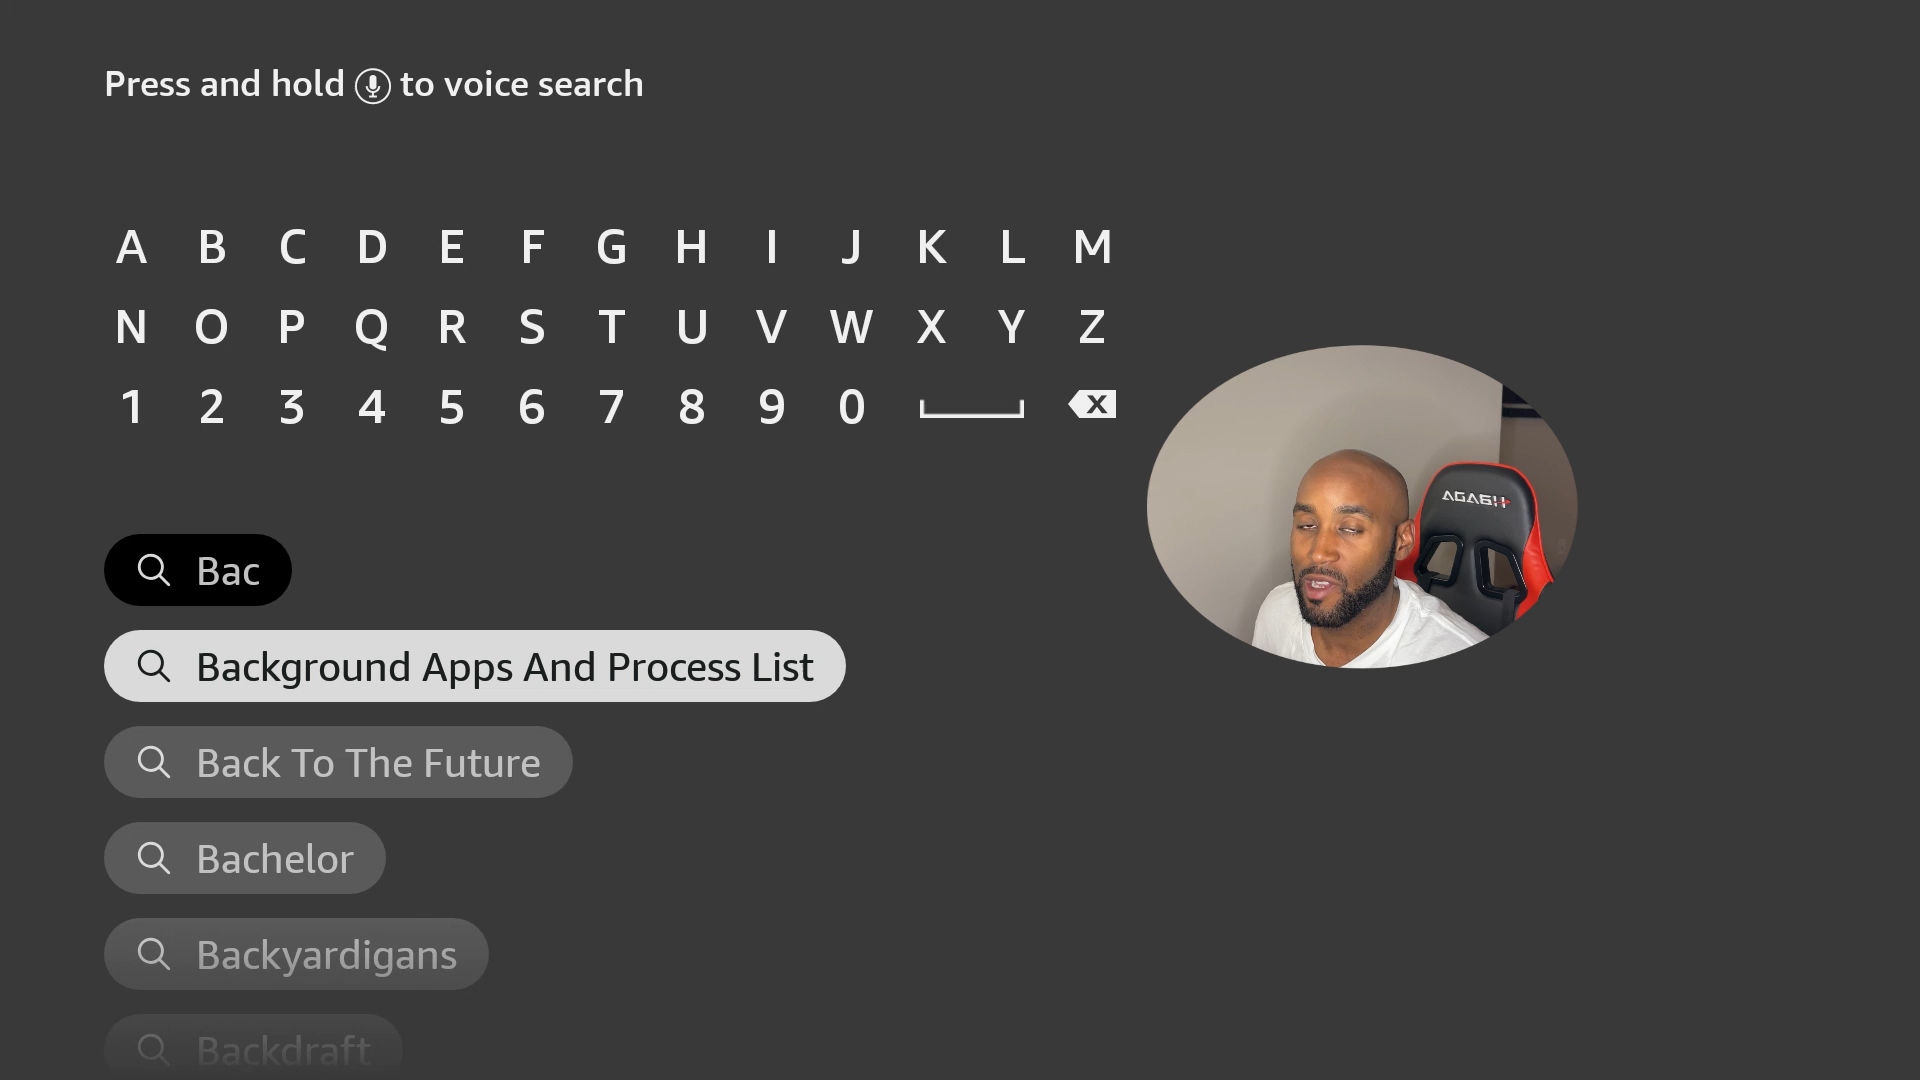 Press and hold to voice search
A B C D E F G H I J K L M
N O P Q R S T U V W X Y Z
1 2 3 4 5 6 7 8 9 0
Bac
Background Apps And Process List
Back To The Future
Bachelor
Backyardigans
Backdraft